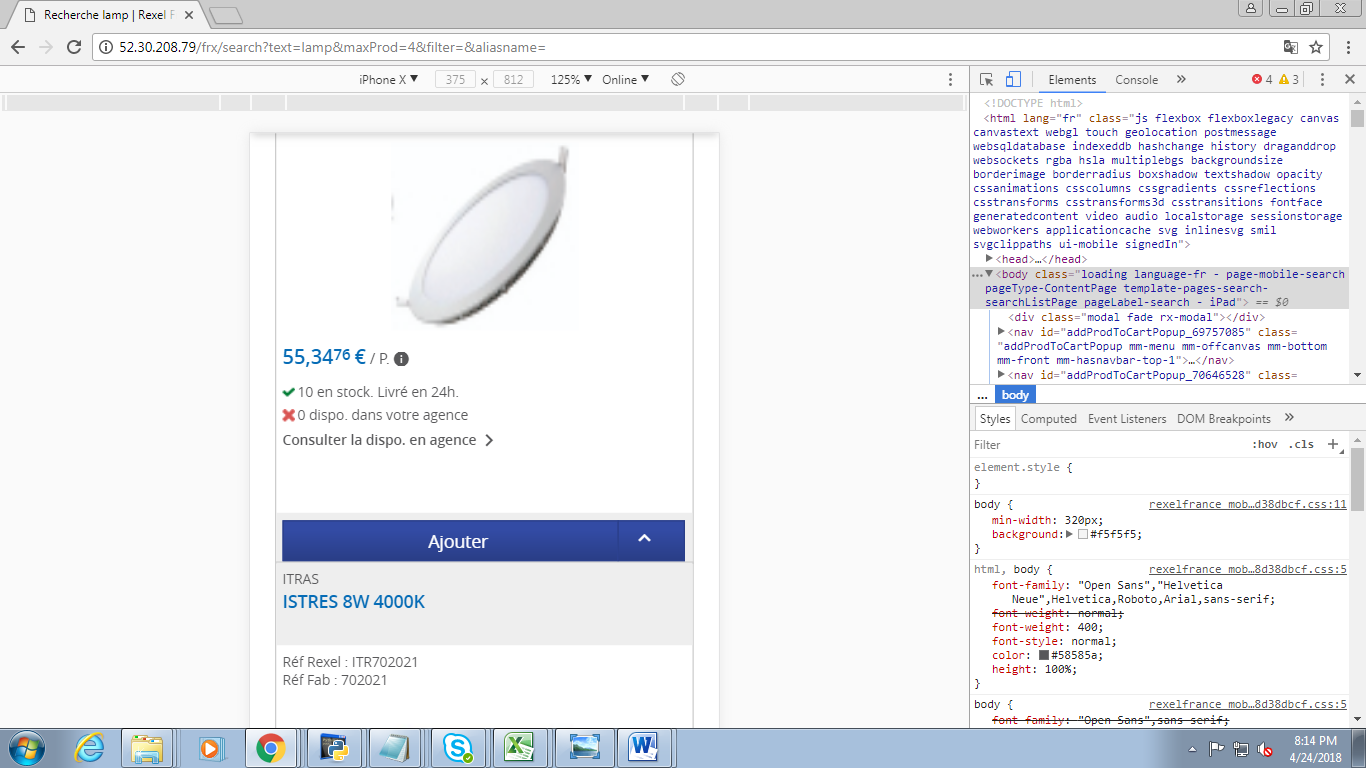 Recherche lamp | Rexel F
52.30.208.79/frx/search?text=lamp&maxProd=4&filter=&aliasname=
iPhone X ▼ 375 × 812 125% ▼ Online ▼
55,3476 € / P.
10 en stock. Livré en 24h.
0 dispo. dans votre agence
Consulter la dispo. en agence
Ajouter
ITRAS
ISTRES 8W 4000K
Réf Rexel : ITR702021
Réf Fab : 702021
Elements Console » 4 3
<!DOCTYPE html>
<html lang="fr" class="js flexbox flexboxlegacy canvas
canvastext webgl touch geolocation postmessage
websqldatabase indexeddb hashchange history draganddrop
websockets rgba hsla multiplebgs backgroundsize
borderimage borderradius boxshadow textshadow opacity
cssanimations csscolumns cssgradients cssreflections
csstransforms csstransforms3d csstransitions fontface
generatedcontent video audio localstorage sessionstorage
webworkers applicationcache svg inlinesvg smil
svgclippaths ui-mobile signedIn">
▶<head>…</head>
…▼<body class="loading language-fr - page-mobile-search
pageType-ContentPage template-pages-search-
searchListPage pageLabel-search - iPad"> == $0
<div class="modal fade rx-modal"></div>
▶<nav id="addProdToCartPopup_69757085" class=
"addProdToCartPopup mm-menu mm-offcanvas mm-bottom
mm-front mm-hasnavbar-top-1">…</nav>
▶<nav id="addProdToCartPopup_70646528" class=
... body
Styles Computed Event Listeners DOM Breakpoints »
Filter :hov .cls +
element.style {
}
body { rexelfrance_mob…d38dbcf.css:11
min-width: 320px;
background:▶ #f5f5f5;
}
html, body { rexelfrance_mob…8d38dbcf.css:5
font-family: "Open Sans","Helvetica
Neue",Helvetica,Roboto,Arial,sans-serif;
font-weight: normal;
font-weight: 400;
font-style: normal;
color: #58585a;
height: 100%;
}
body { rexelfrance_mob…8d38dbcf.css:5
font-family: "Open Sans",sans-serif;
8:14 PM
4/24/2018